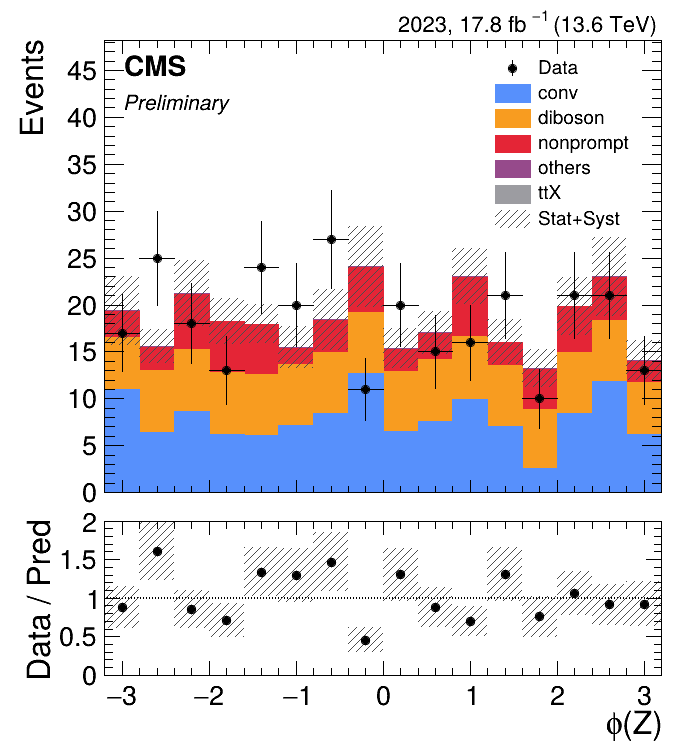 2023, 17.8 fb⁻¹ (13.6 TeV)
Events
CMS
Preliminary
Data
conv
diboson
nonprompt
others
ttX
Stat+Syst
45
40
35
30
25
20
15
10
5
0
Data / Pred
2
1.5
1
0.5
0
−3 −2 −1 0 1 2 3
ϕ(Z)